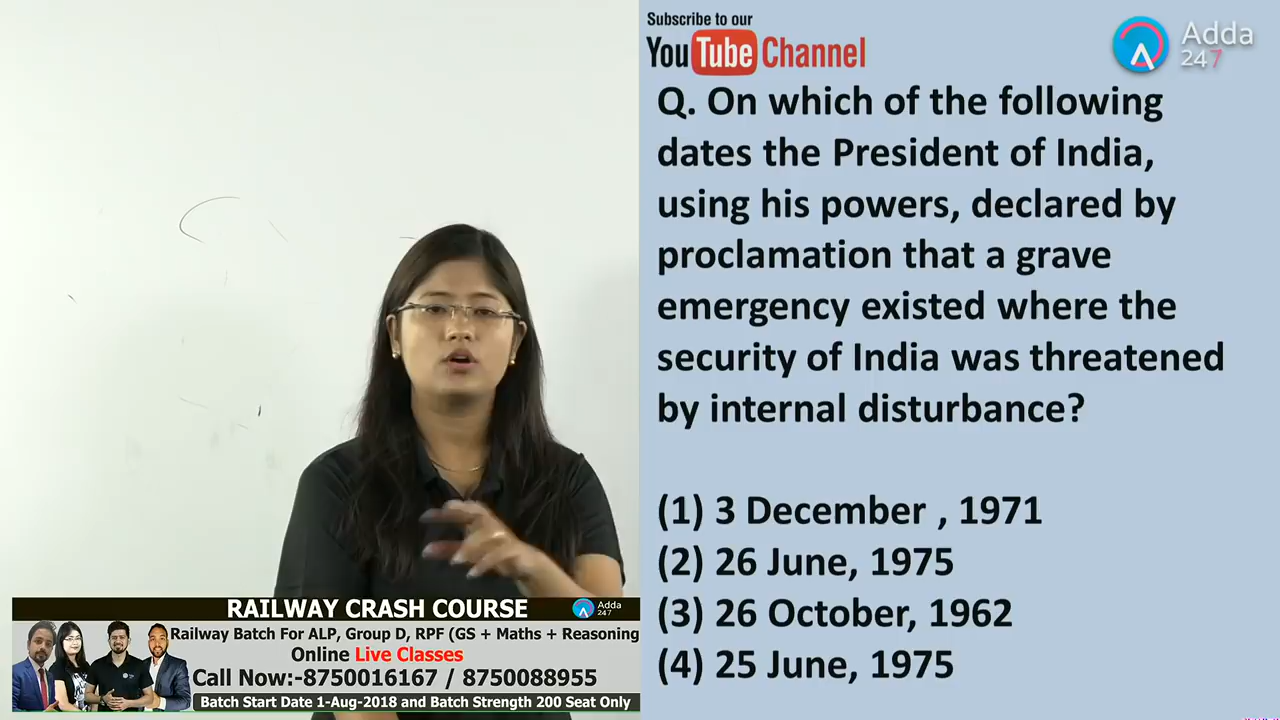 Subscribe to our
YouTube Channel
Adda
247
Q. On which of the following
dates the President of India,
using his powers, declared by
proclamation that a grave
emergency existed where the
security of India was threatened
by internal disturbance?
(1) 3 December , 1971
(2) 26 June, 1975
(3) 26 October, 1962
(4) 25 June, 1975
RAILWAY CRASH COURSE
Adda
247
Railway Batch For ALP, Group D, RPF (GS + Maths + Reasoning
Online Live Classes
Call Now:-8750016167 / 8750088955
Batch Start Date 1-Aug-2018 and Batch Strength 200 Seat Only